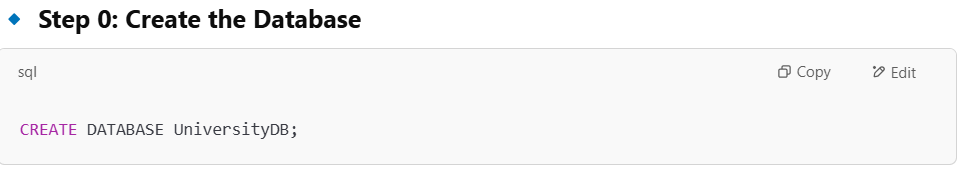 Step 0: Create the Database
sql
Copy
Edit
CREATE DATABASE UniversityDB;